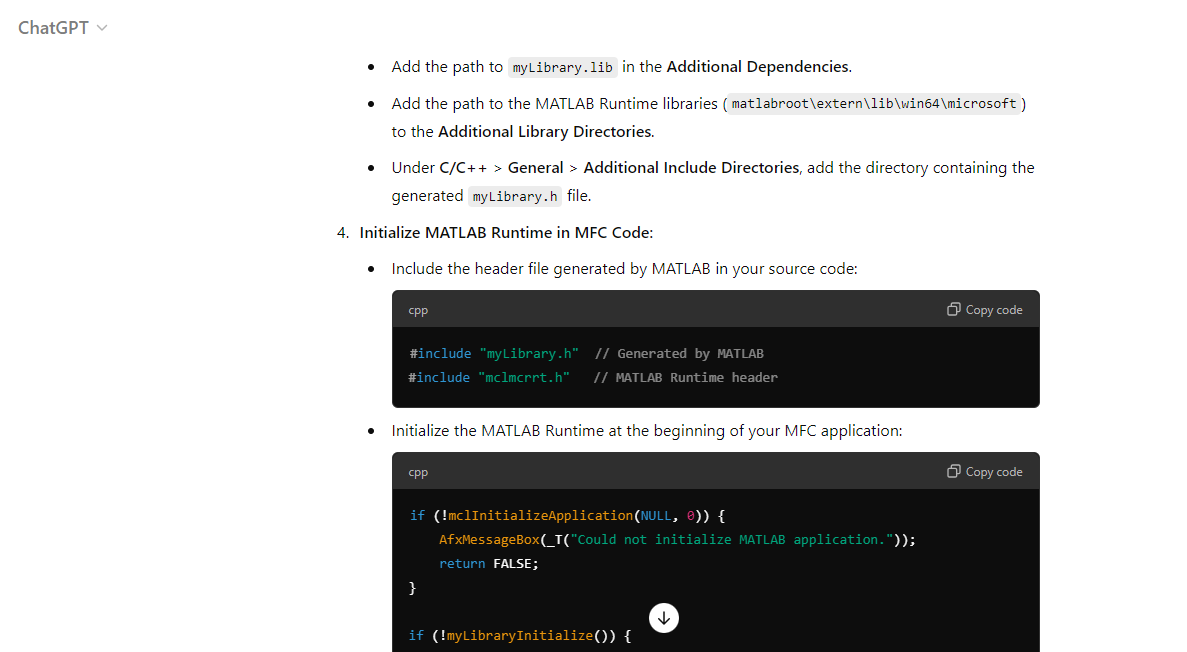 ChatGPT
• Add the path to myLibrary.lib in the Additional Dependencies.
• Add the path to the MATLAB Runtime libraries ( matlabroot\extern\lib\win64\microsoft )
to the Additional Library Directories.
• Under C/C++ > General > Additional Include Directories, add the directory containing the
generated myLibrary.h file.
4. Initialize MATLAB Runtime in MFC Code:
• Include the header file generated by MATLAB in your source code:
cpp Copy code
#include "myLibrary.h"  // Generated by MATLAB
#include "mclmcrrt.h"   // MATLAB Runtime header
• Initialize the MATLAB Runtime at the beginning of your MFC application:
cpp Copy code
if (!mclInitializeApplication(NULL, 0)) {
    AfxMessageBox(_T("Could not initialize MATLAB application."));
    return FALSE;
}
if (!myLibraryInitialize()) {